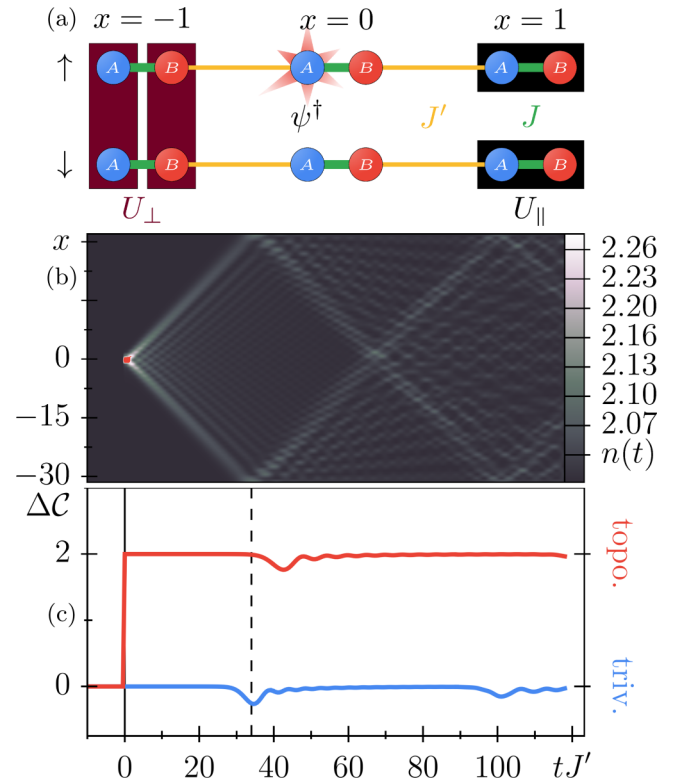 (a) x = −1 x = 0 x = 1
↑ A B A B A B
ψ† J′ J
↓ A B A B A B
U⊥ U∥
x
(b)
0
−15
−30
2.26
2.23
2.20
2.16
2.13
2.10
2.07
n(t)
ΔC
2
(c)
0
topo.
triv.
0 20 40 60 80 100 tJ′